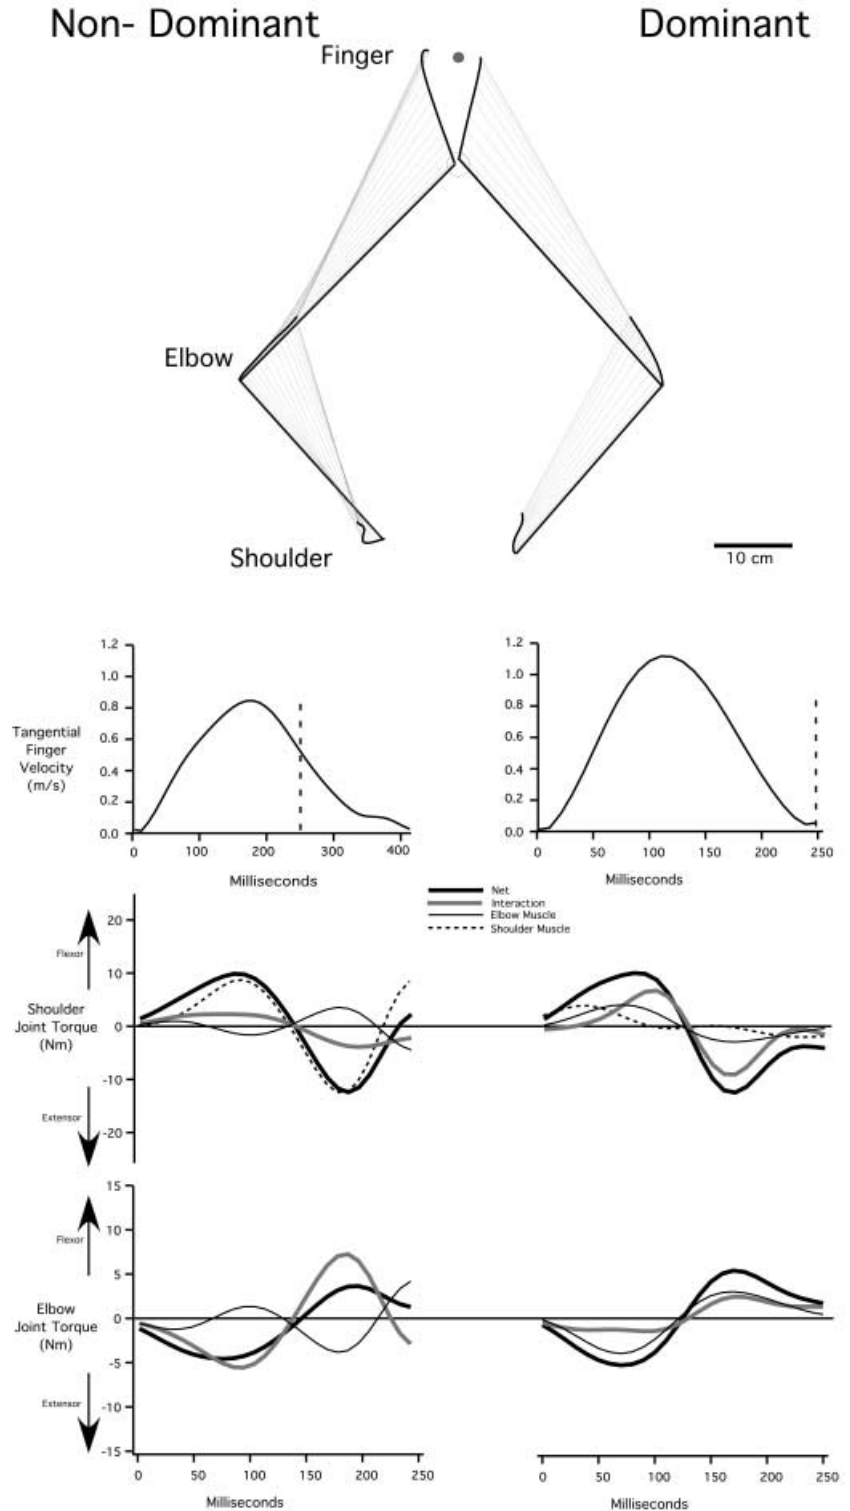 Non- Dominant
Dominant
Finger
Elbow
Shoulder
10 cm
1.2
1.0
0.8
0.6
0.4
0.2
0.0
Tangential
Finger
Velocity
(m/s)
0 100 200 300 400
Milliseconds
1.2
1.0
0.8
0.6
0.4
0.2
0.0
0 50 100 150 200 250
Milliseconds
Net
Interaction
Elbow Muscle
Shoulder Muscle
20
10
0
-10
-20
Flexor
Shoulder
Joint Torque
(Nm)
Extensor
15
10
5
0
-5
-10
-15
Flexor
Elbow
Joint Torque
(Nm)
Extensor
0 50 100 150 200 250
Milliseconds
0 50 100 150 200 250
Milliseconds